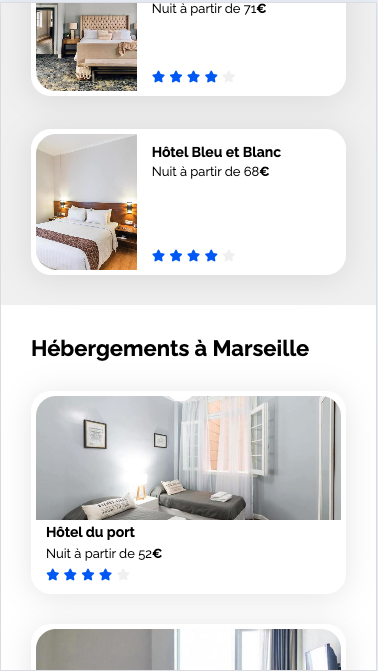 Nuit à partir de 71€
Hôtel Bleu et Blanc
Nuit à partir de 68€
Hébergements à Marseille
Hôtel du port
Nuit à partir de 52€